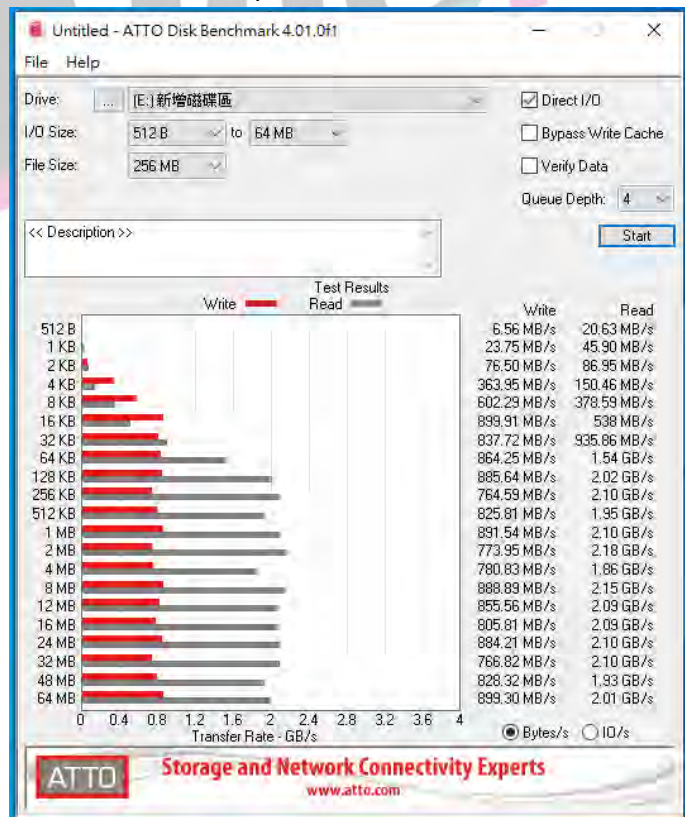 Untitled - ATTO Disk Benchmark 4.01.0f1
File Help
Drive: ... [E:] 新增磁碟區 Direct I/O
I/O Size: 512 B to 64 MB Bypass Write Cache
File Size: 256 MB Verify Data
Queue Depth: 4
<< Description >> Start
Test Results
Write Read Write Read
512 B 6.56 MB/s 20.63 MB/s
1 KB 23.75 MB/s 45.90 MB/s
2 KB 76.50 MB/s 86.95 MB/s
4 KB 363.95 MB/s 150.46 MB/s
8 KB 602.29 MB/s 378.59 MB/s
16 KB 899.91 MB/s 538 MB/s
32 KB 837.72 MB/s 935.86 MB/s
64 KB 864.25 MB/s 1.54 GB/s
128 KB 885.64 MB/s 2.02 GB/s
256 KB 764.59 MB/s 2.10 GB/s
512 KB 825.81 MB/s 1.95 GB/s
1 MB 891.54 MB/s 2.10 GB/s
2 MB 773.95 MB/s 2.18 GB/s
4 MB 780.83 MB/s 1.86 GB/s
8 MB 888.89 MB/s 2.15 GB/s
12 MB 855.56 MB/s 2.09 GB/s
16 MB 805.81 MB/s 2.09 GB/s
24 MB 884.21 MB/s 2.10 GB/s
32 MB 766.82 MB/s 2.10 GB/s
48 MB 828.32 MB/s 1.93 GB/s
64 MB 899.30 MB/s 2.01 GB/s
0 0.4 0.8 1.2 1.6 2 2.4 2.8 3.2 3.6 4
Transfer Rate - GB/s Bytes/s IO/s
ATTO Storage and Network Connectivity Experts
www.atto.com